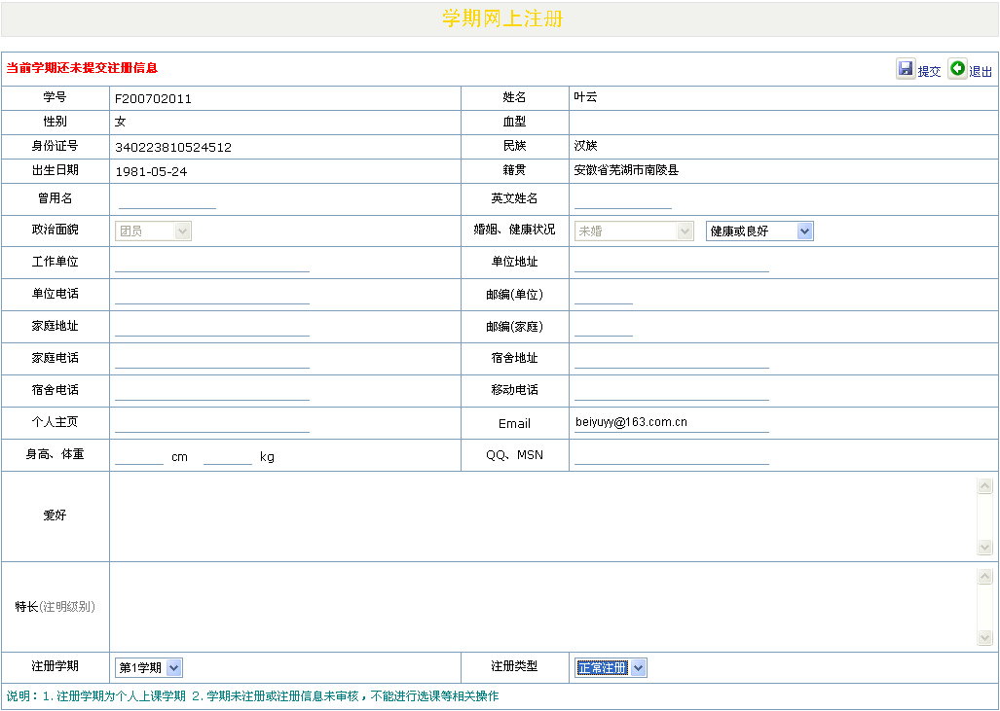 学期网上注册
当前学期还未提交注册信息 提交 退出
学号 F200702011 姓名 叶云
性别 女 血型
身份证号 340223810524512 民族 汉族
出生日期 1981-05-24 籍贯 安徽省芜湖市南陵县
曾用名 英文姓名
政治面貌 团员 婚姻、健康状况 未婚 健康或良好
工作单位 单位地址
单位电话 邮编(单位)
家庭地址 邮编(家庭)
家庭电话 宿舍地址
宿舍电话 移动电话
个人主页 Email beiyuyy@163.com.cn
身高、体重 cm kg QQ、MSN
爱好
特长(注明级别)
注册学期 第1学期 注册类型 正常注册
说明：1.注册学期为个人上课学期 2.学期未注册或注册信息未审核，不能进行选课等相关操作